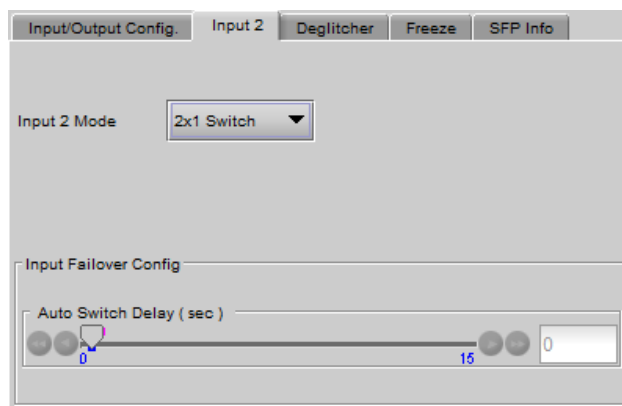 Input/Output Config. Input 2 Deglitcher Freeze SFP Info
Input 2 Mode 2x1 Switch
Input Failover Config
Auto Switch Delay ( sec )
0 15 0